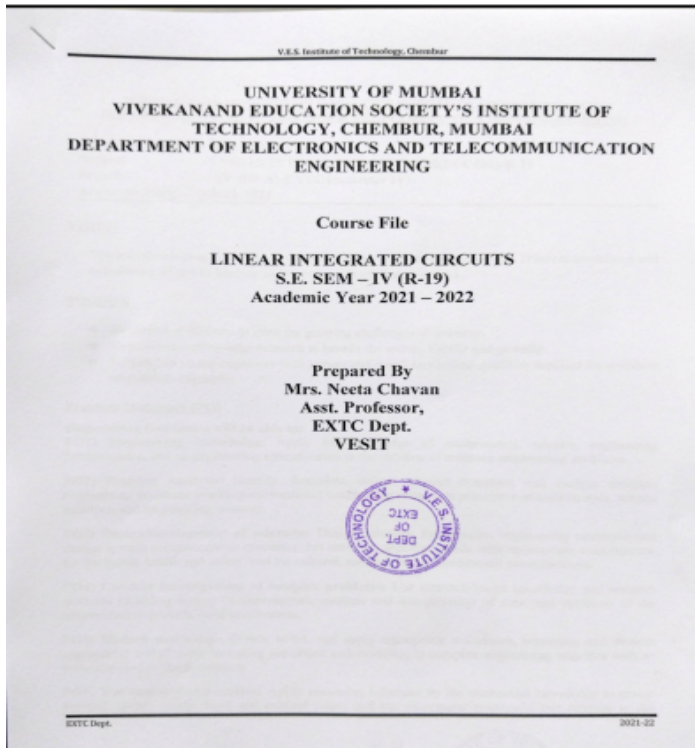 V.E.S. Institute of Technology, Chembur
UNIVERSITY OF MUMBAI
VIVEKANAND EDUCATION SOCIETY'S INSTITUTE OF
TECHNOLOGY, CHEMBUR, MUMBAI
DEPARTMENT OF ELECTRONICS AND TELECOMMUNICATION
ENGINEERING
Course File
LINEAR INTEGRATED CIRCUITS
S.E. SEM – IV (R-19)
Academic Year 2021 – 2022
Prepared By
Mrs. Neeta Chavan
Asst. Professor,
EXTC Dept.
VESIT
V.E.S. INSTITUTE OF TECHNOLOGY ★
DEPT.
OF
EXTC
EXTC Dept. 2021-22